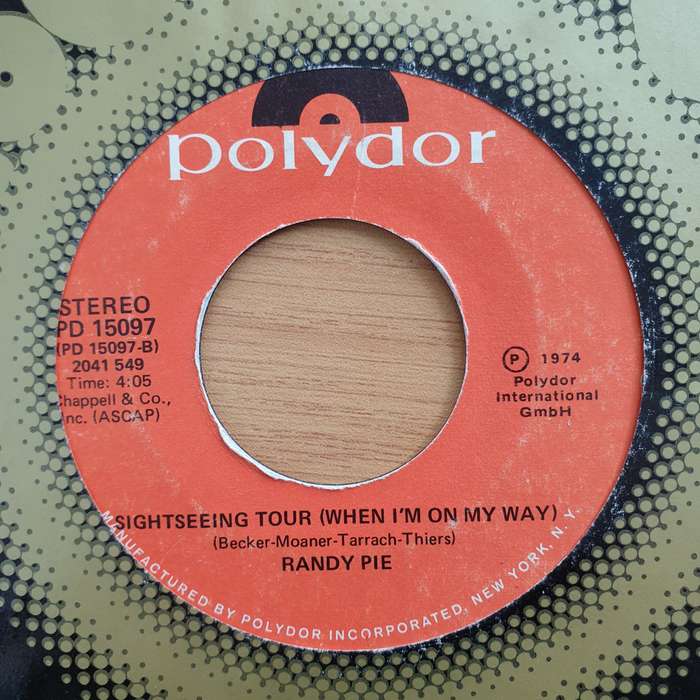 polydor
STEREO
PD 15097
(PD 15097-B)
2041 549
Time: 4:05
Chappell & Co.,
Inc. (ASCAP)
P 1974
Polydor
International
GmbH
SIGHTSEEING TOUR (WHEN I'M ON MY WAY)
(Becker-Moaner-Tarrach-Thiers)
RANDY PIE
MANUFACTURED BY POLYDOR INCORPORATED, NEW YORK, N.Y.